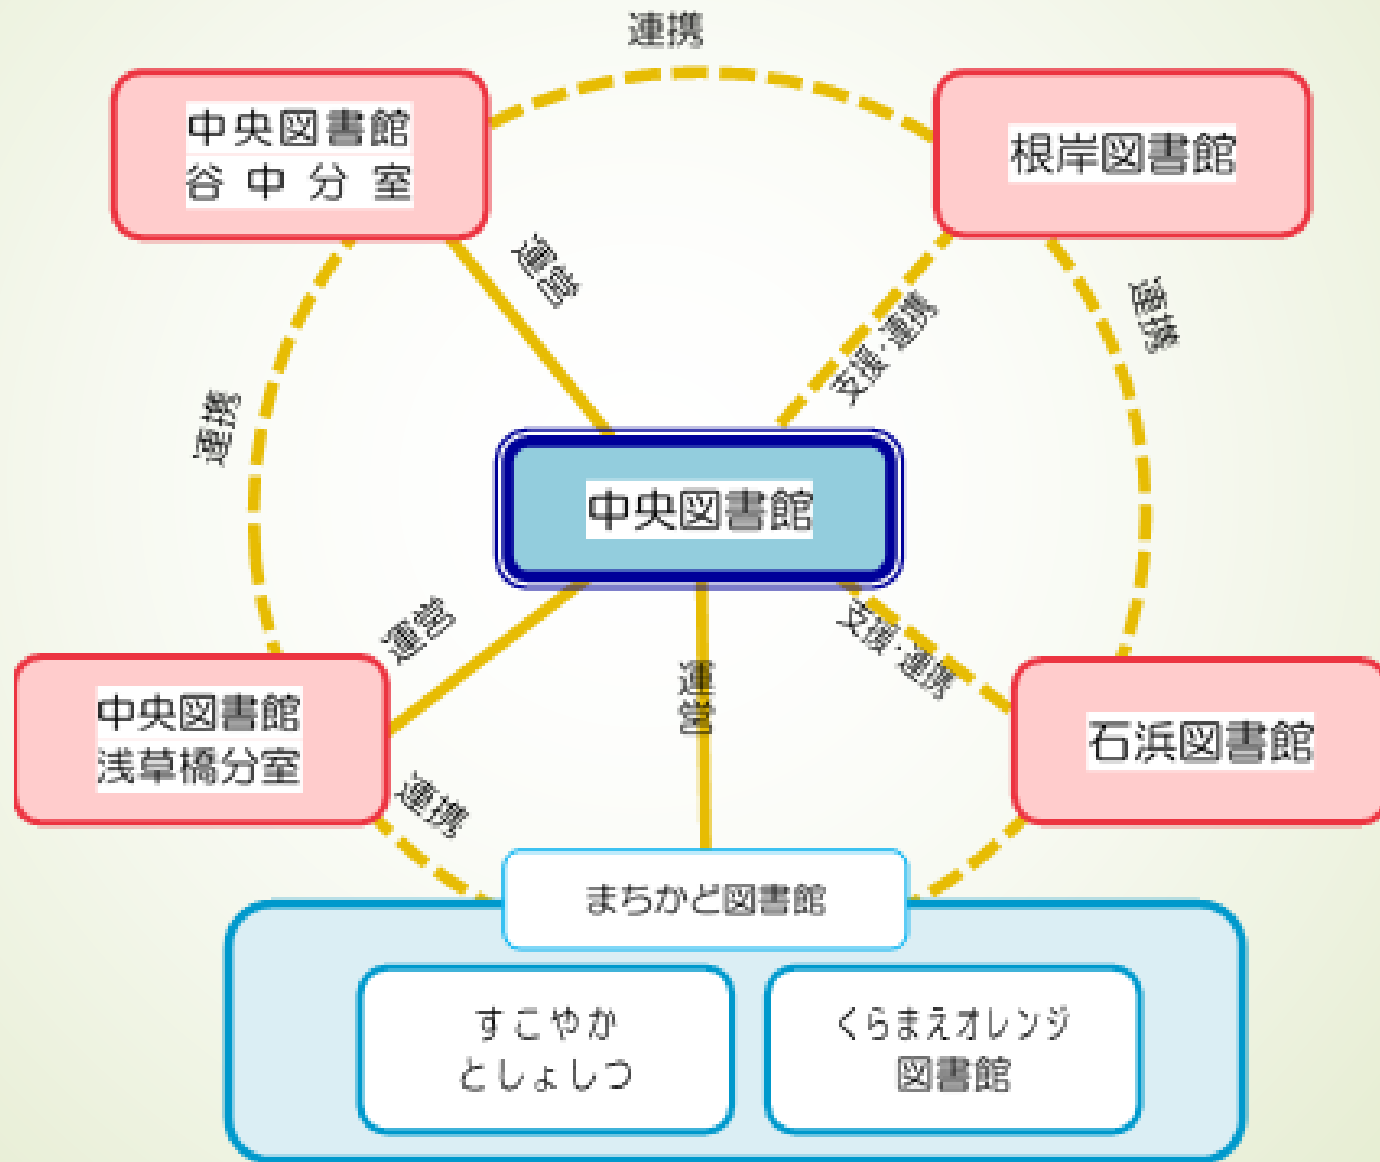 連携
中央図書館
谷中分室
根岸図書館
運営
支援・連携
連携
連携
中央図書館
運営
支援・連携
運営
中央図書館
浅草橋分室
石浜図書館
連携
まちかど図書館
すこやか
としょしつ
くらまえオレンジ
図書館